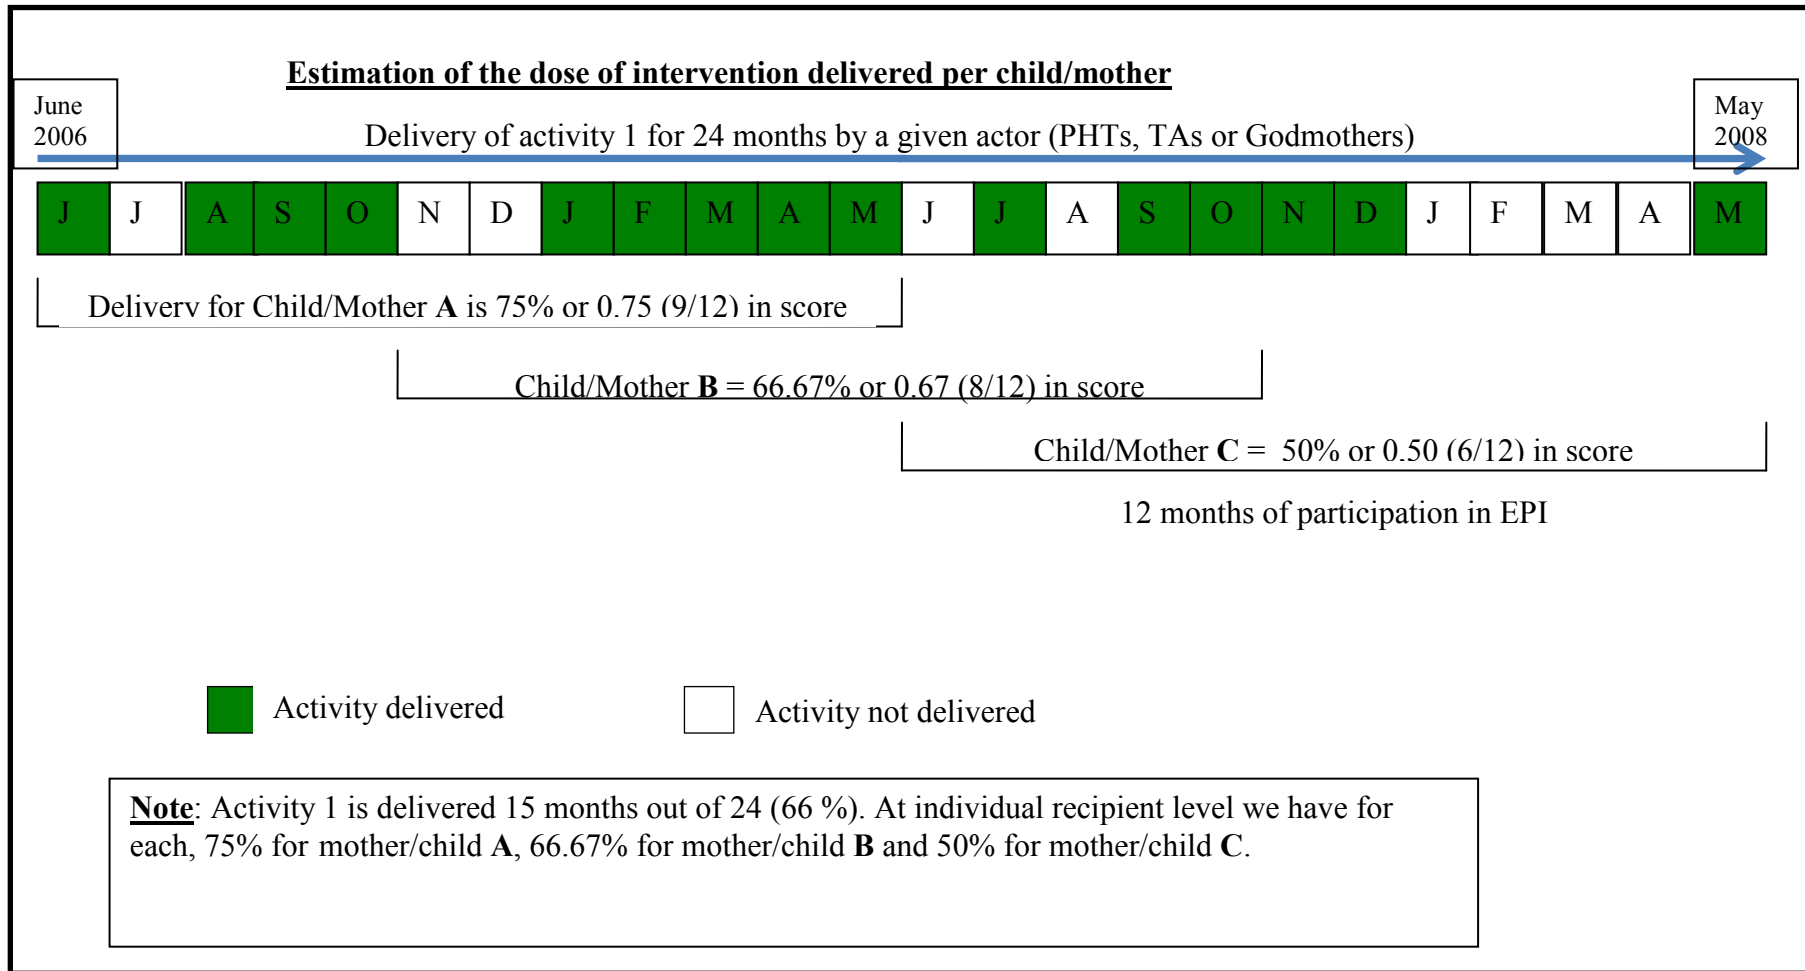 Estimation of the dose of intervention delivered per child/mother
June
2006
Delivery of activity 1 for 24 months by a given actor (PHTs, TAs or Godmothers)
May
2008
J J A S O N D J F M A M J J A S O N D J F M A M
Delivery for Child/Mother A is 75% or 0.75 (9/12) in score
Child/Mother B = 66.67% or 0.67 (8/12) in score
Child/Mother C = 50% or 0.50 (6/12) in score
12 months of participation in EPI
Activity delivered
Activity not delivered
Note: Activity 1 is delivered 15 months out of 24 (66 %). At individual recipient level we have for
each, 75% for mother/child A, 66.67% for mother/child B and 50% for mother/child C.